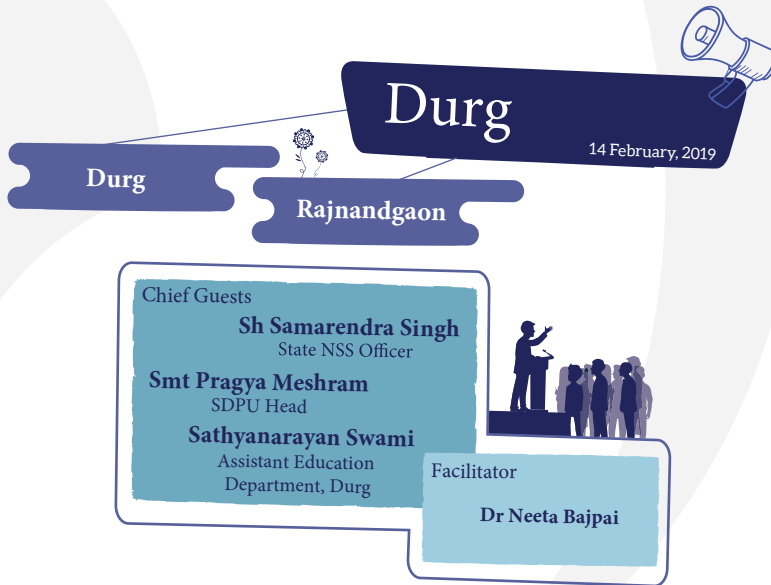 Durg
14 February, 2019
Durg
Rajnandgaon
Chief Guests
Sh Samarendra Singh
State NSS Officer
Smt Pragya Meshram
SDPU Head
Sathyanarayan Swami
Assistant Education
Department, Durg
Facilitator
Dr Neeta Bajpai